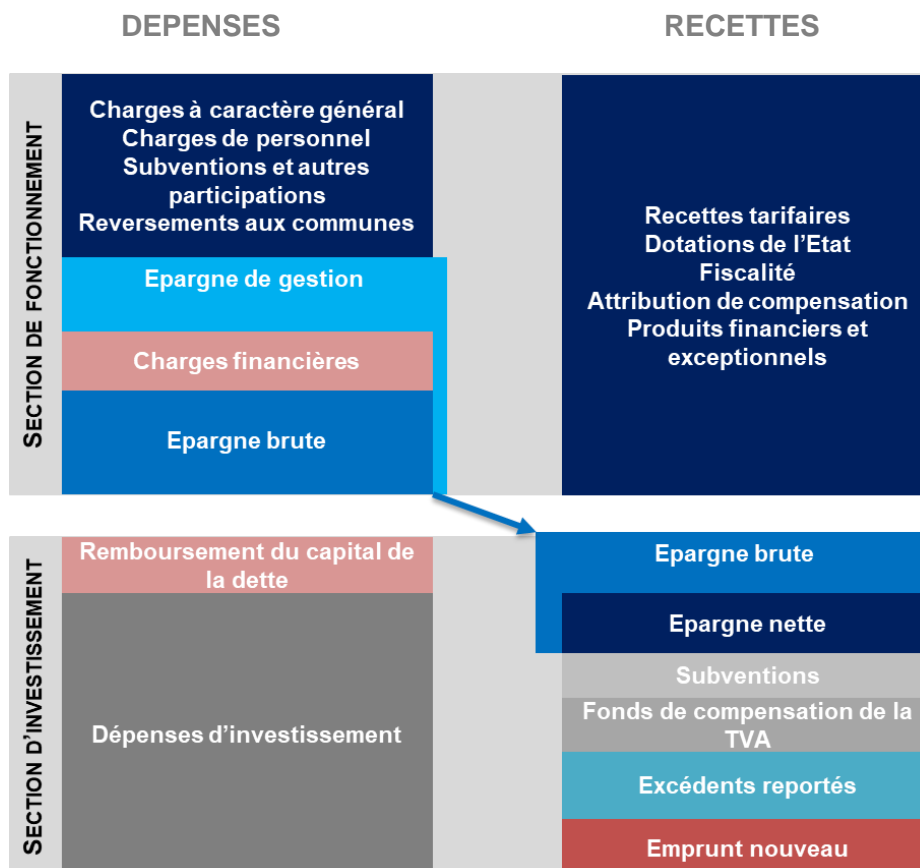 DEPENSES
RECETTES
SECTION DE FONCTIONNEMENT
Charges à caractère général
Charges de personnel
Subventions et autres
participations
Reversements aux communes
Epargne de gestion
Charges financières
Epargne brute
Recettes tarifaires
Dotations de l'Etat
Fiscalité
Attribution de compensation
Produits financiers et
exceptionnels
SECTION D'INVESTISSEMENT
Remboursement du capital de
la dette
Dépenses d'investissement
Epargne brute
Epargne nette
Subventions
Fonds de compensation de la
TVA
Excédents reportés
Emprunt nouveau